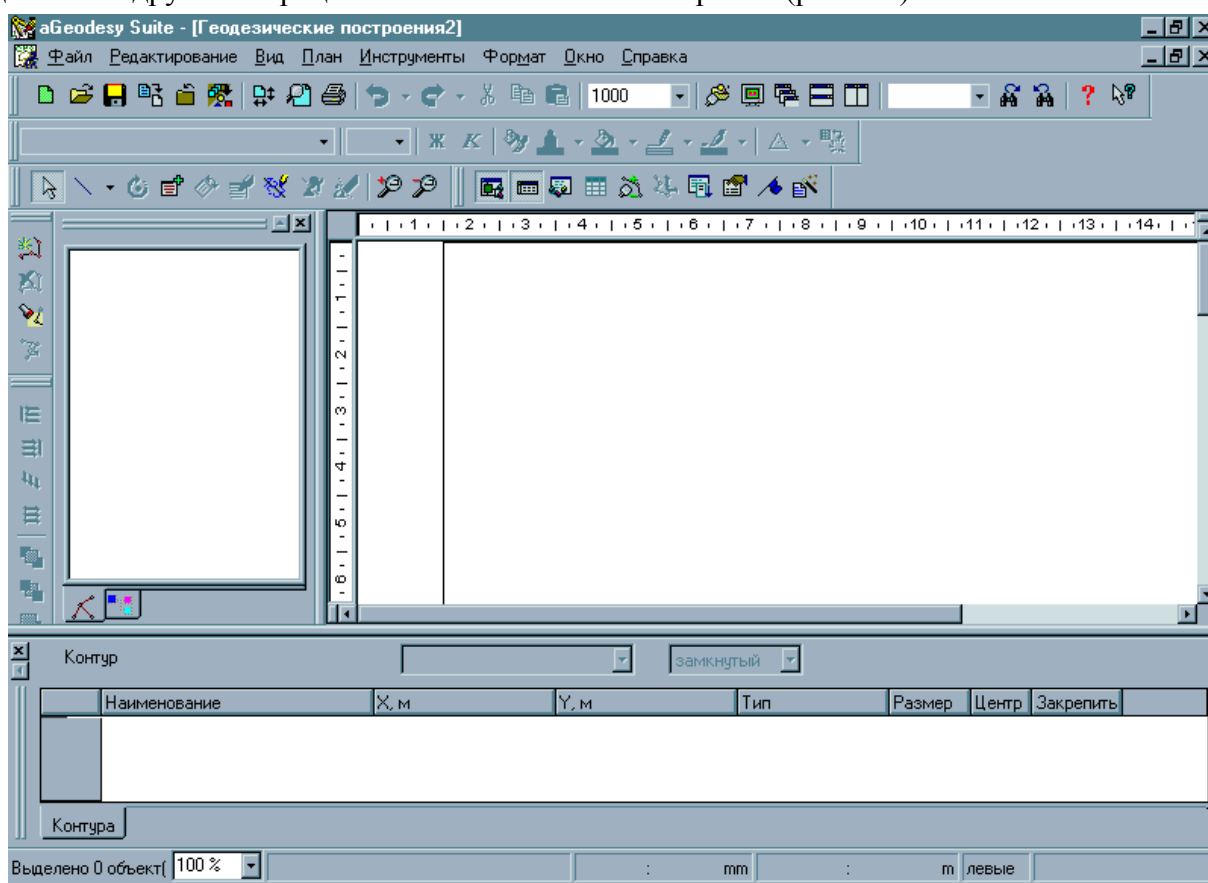 aGeodesy Suite - [Геодезические построения2]
Файл Редактирование Вид План Инструменты Формат Окно Справка
1000
Ж К
1 2 3 4 5 6 7 8 9 10 11 12 13 14
1
2
3
4
5
6
Контур замкнутый
Наименование X, м Y, м Тип Размер Центр Закрепить
Контура
Выделено 0 объект( 100 % : mm : m левые